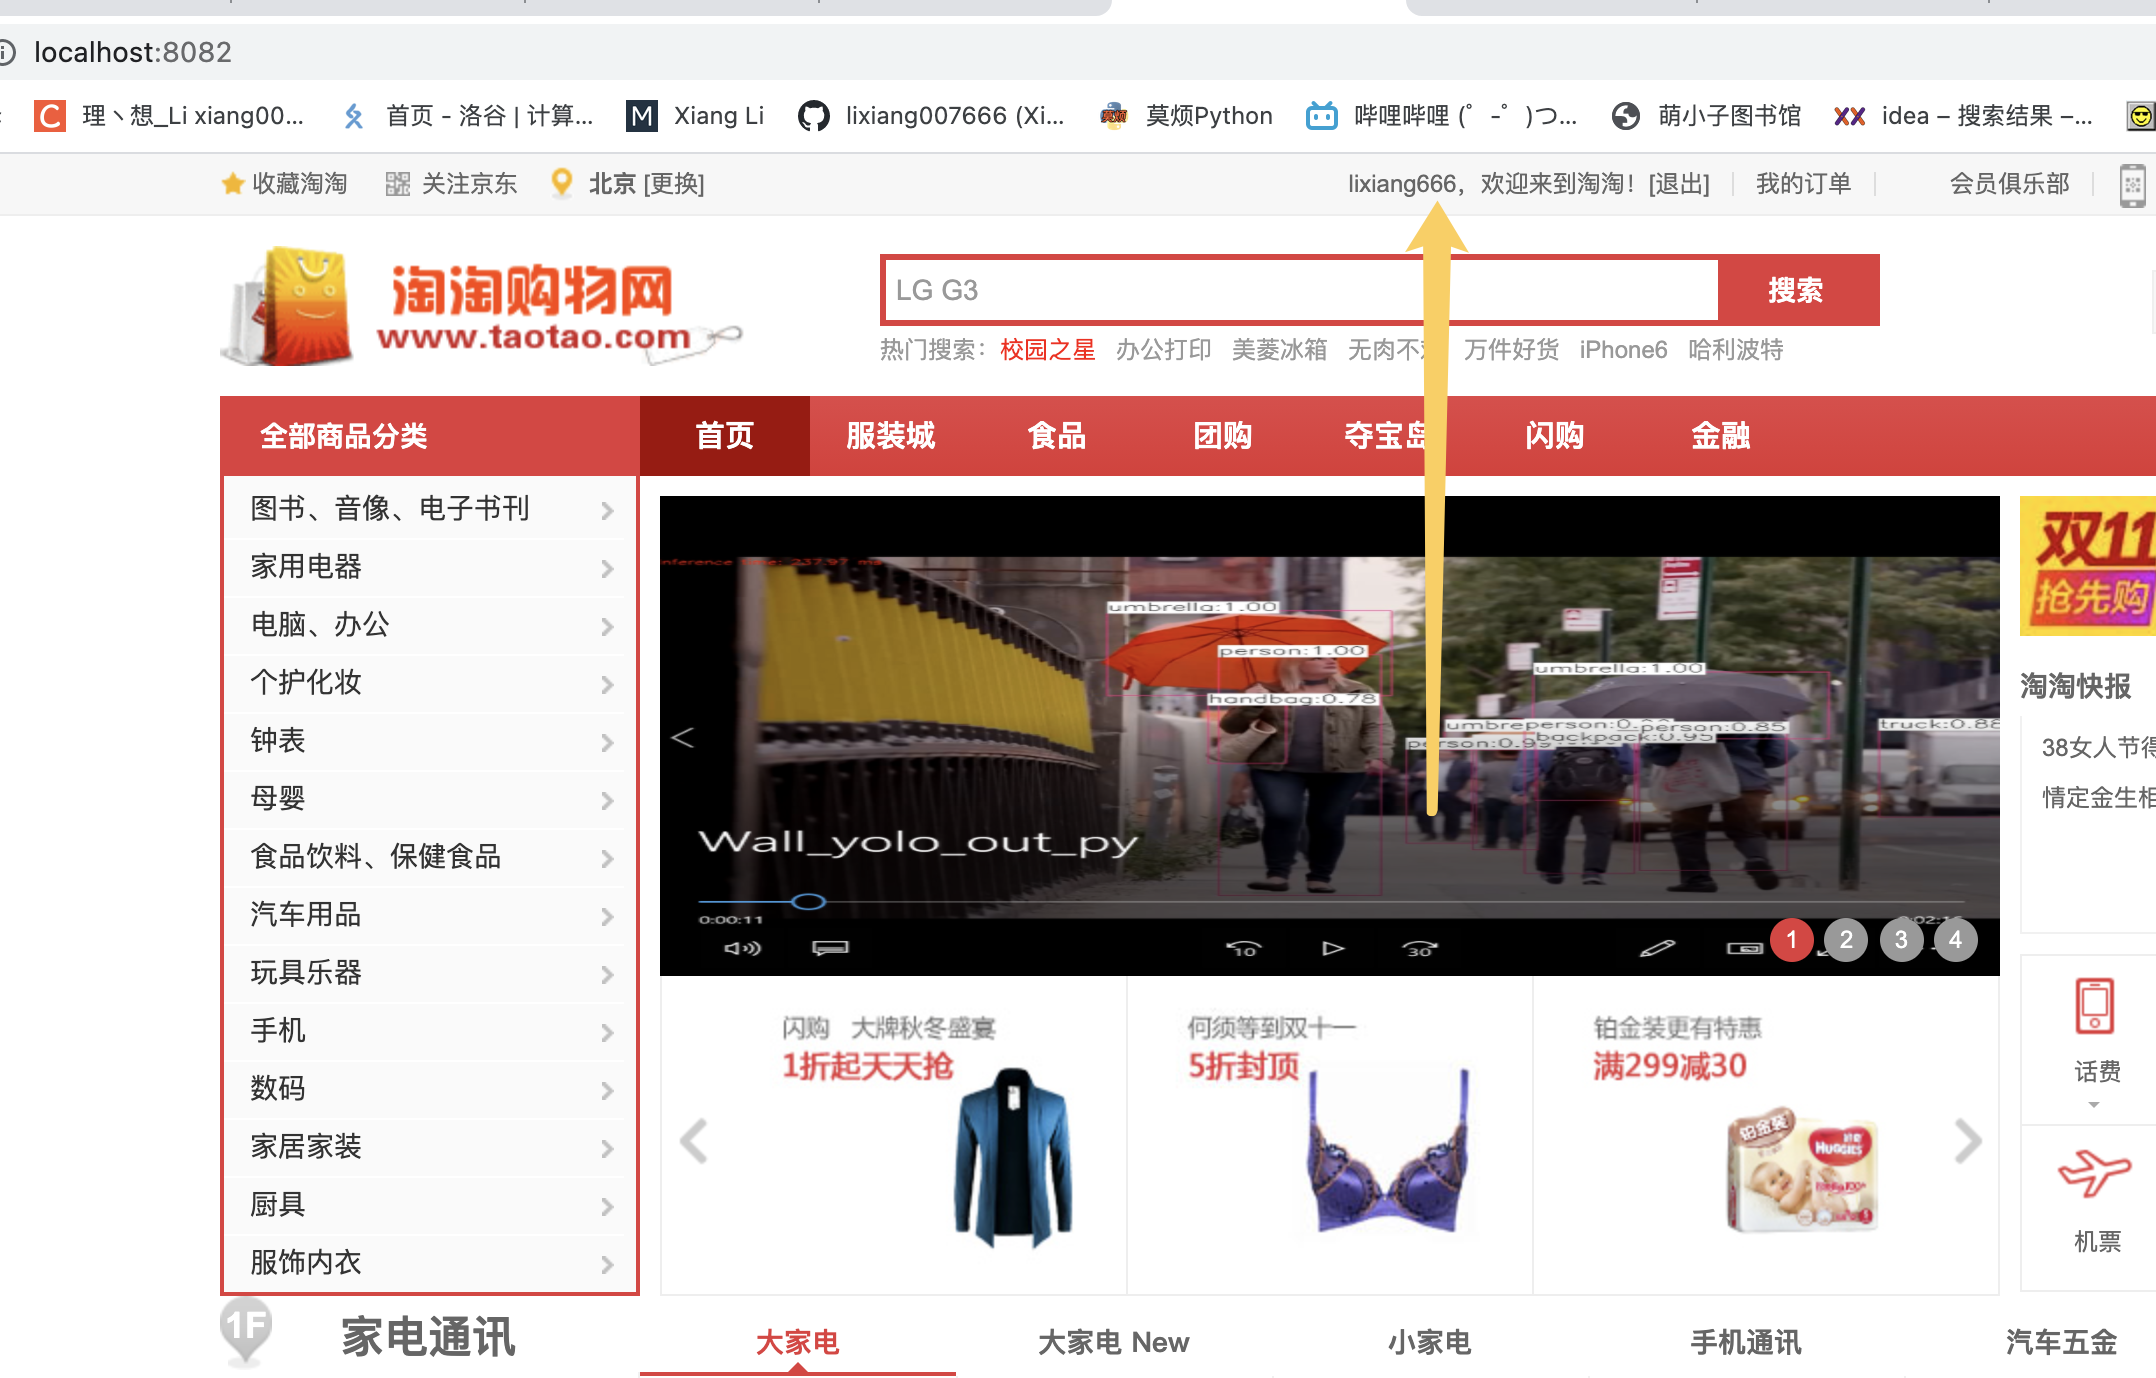 localhost:8082
理丶想_Li xiang00... 首页 - 洛谷 | 计算... Xiang Li lixiang007666 (Xi... 莫烦Python 哔哩哔哩 (゜-゜)つ... 萌小子图书馆 idea – 搜索结果 –...
收藏淘淘 关注京东 北京 [更换] lixiang666，欢迎来到淘淘！[退出] 我的订单 会员俱乐部
淘淘购物网
www.taotao.com
LG G3 搜索
热门搜索： 校园之星 办公打印 美菱冰箱 无肉不 万件好货 iPhone6 哈利波特
全部商品分类 首页 服装城 食品 团购 夺宝岛 闪购 金融
图书、音像、电子书刊
家用电器
电脑、办公
个护化妆
钟表
母婴
食品饮料、保健食品
汽车用品
玩具乐器
手机
数码
家居家装
厨具
服饰内衣
nference time: 237.97 ms
umbrella:1.00
person:1.00
handbag:0.78
umbrella:1.00
person:0.85
backpack:0.95
truck:0.88
Wall_yolo_out_py
0:00:11
10 30
1 2 3 4
双11
抢先购
淘淘快报
38女人节得
情定金生相
话费
机票
闪购 大牌秋冬盛宴
1折起天天抢
何须等到双十一
5折封顶
铂金装更有特惠
满299减30
铂金装
HUGGIES
1F 家电通讯 大家电 大家电 New 小家电 手机通讯 汽车五金